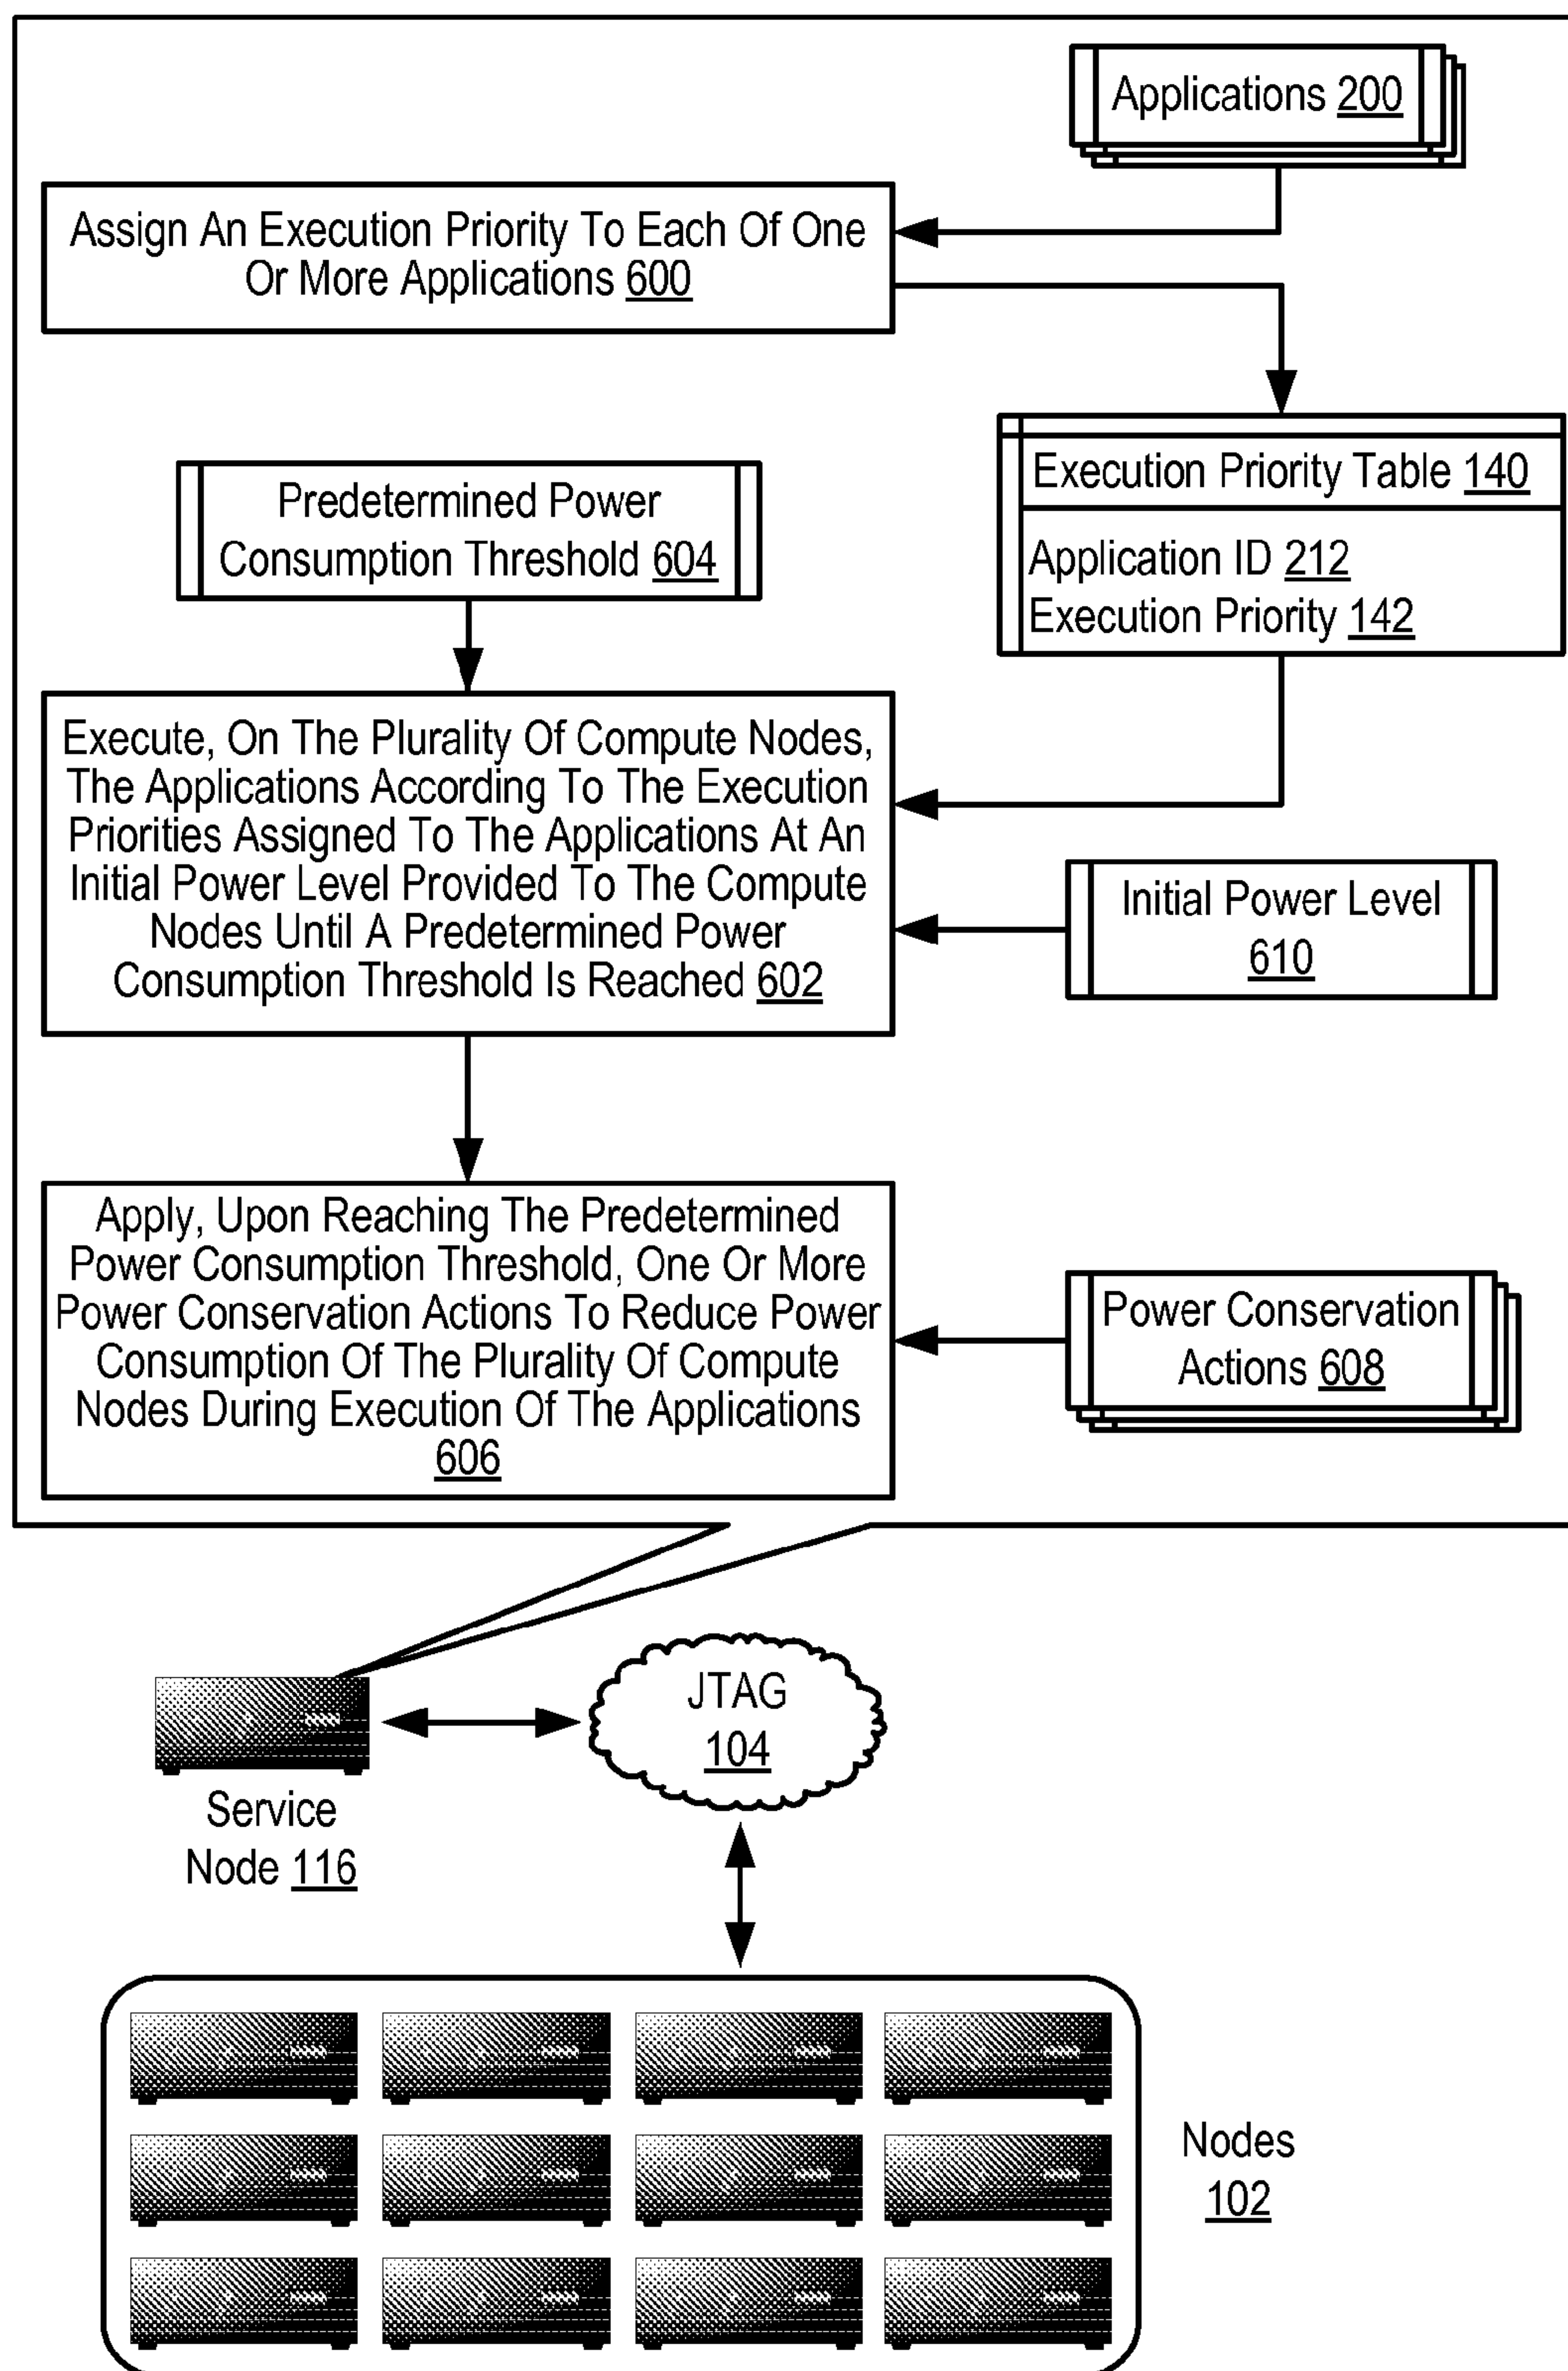 Applications 200
Assign An Execution Priority To Each Of One
Or More Applications 600
Execution Priority Table 140
Application ID 212
Execution Priority 142
Predetermined Power
Consumption Threshold 604
Execute, On The Plurality Of Compute Nodes,
The Applications According To The Execution
Priorities Assigned To The Applications At An
Initial Power Level Provided To The Compute
Nodes Until A Predetermined Power
Consumption Threshold Is Reached 602
Initial Power Level
610
Apply, Upon Reaching The Predetermined
Power Consumption Threshold, One Or More
Power Conservation Actions To Reduce Power
Consumption Of The Plurality Of Compute
Nodes During Execution Of The Applications
606
Power Conservation
Actions 608
JTAG
104
Service
Node 116
Nodes
102